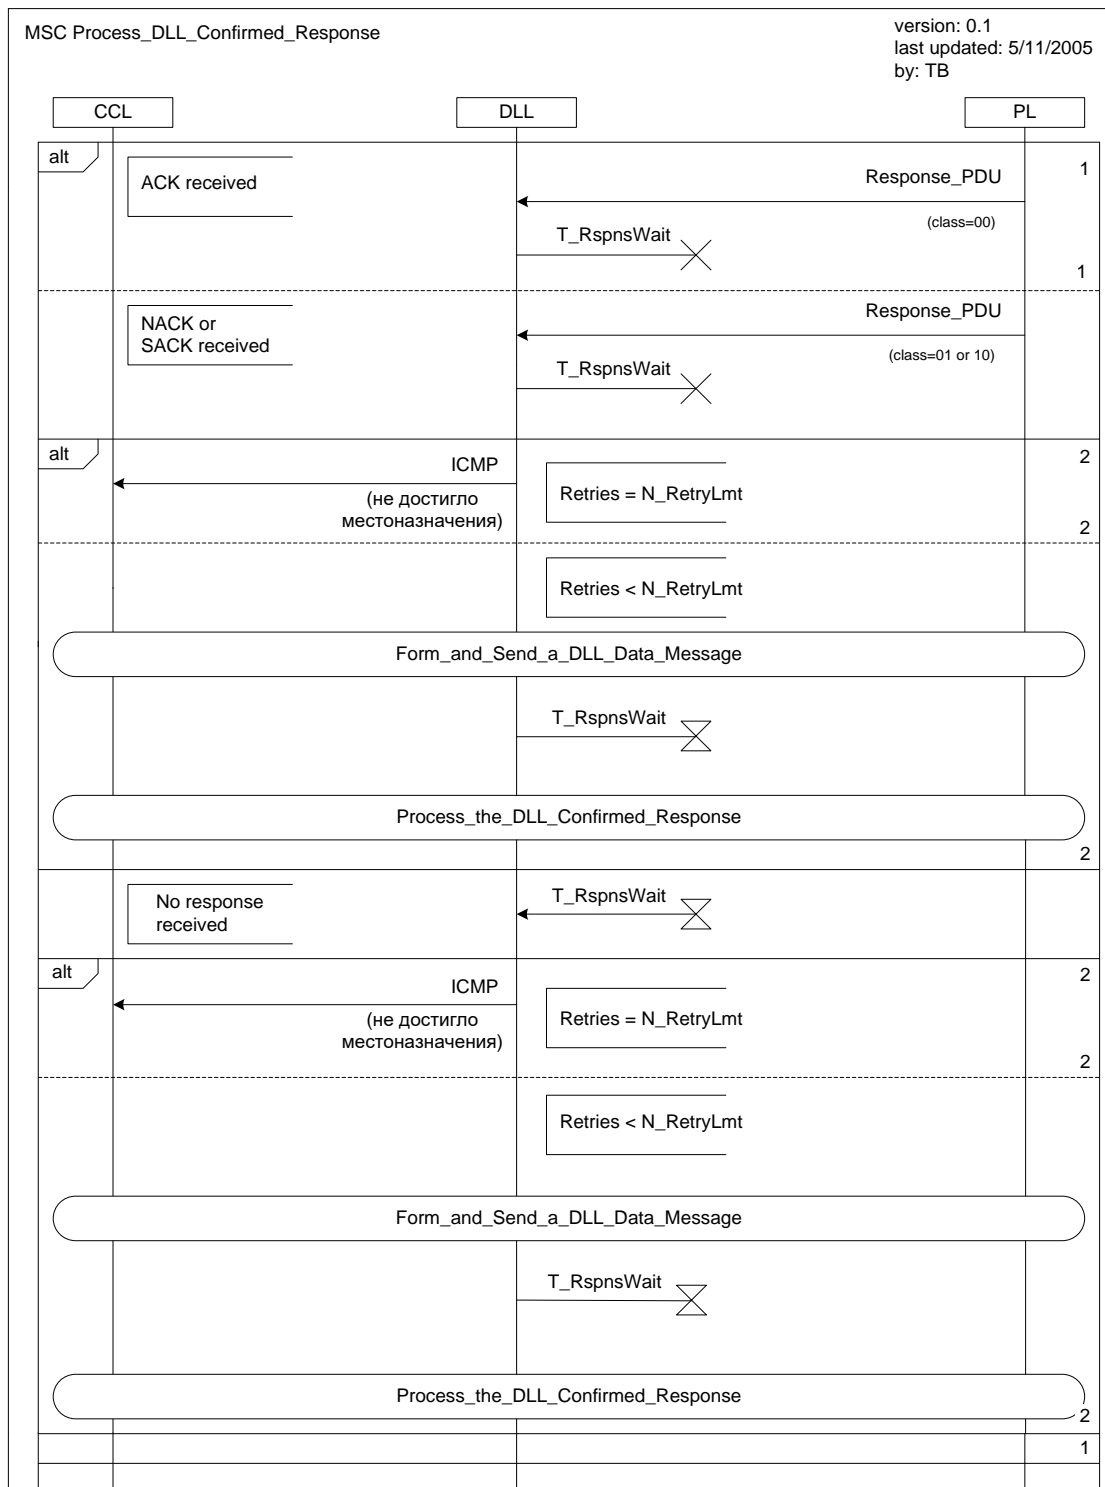 MSC Process_DLL_Confirmed_Response
version: 0.1
last updated: 5/11/2005
by: TB
CCL
DLL
PL
alt
ACK received
Response_PDU
1
(class=00)
T_RspnsWait
1
NACK or
SACK received
Response_PDU
(class=01 or 10)
T_RspnsWait
alt
ICMP
2
(не достигло
местоназначения)
Retries = N_RetryLmt
2
Retries < N_RetryLmt
Form_and_Send_a_DLL_Data_Message
T_RspnsWait
Process_the_DLL_Confirmed_Response
2
No response
received
T_RspnsWait
alt
ICMP
2
(не достигло
местоназначения)
Retries = N_RetryLmt
2
Retries < N_RetryLmt
Form_and_Send_a_DLL_Data_Message
T_RspnsWait
Process_the_DLL_Confirmed_Response
2
1